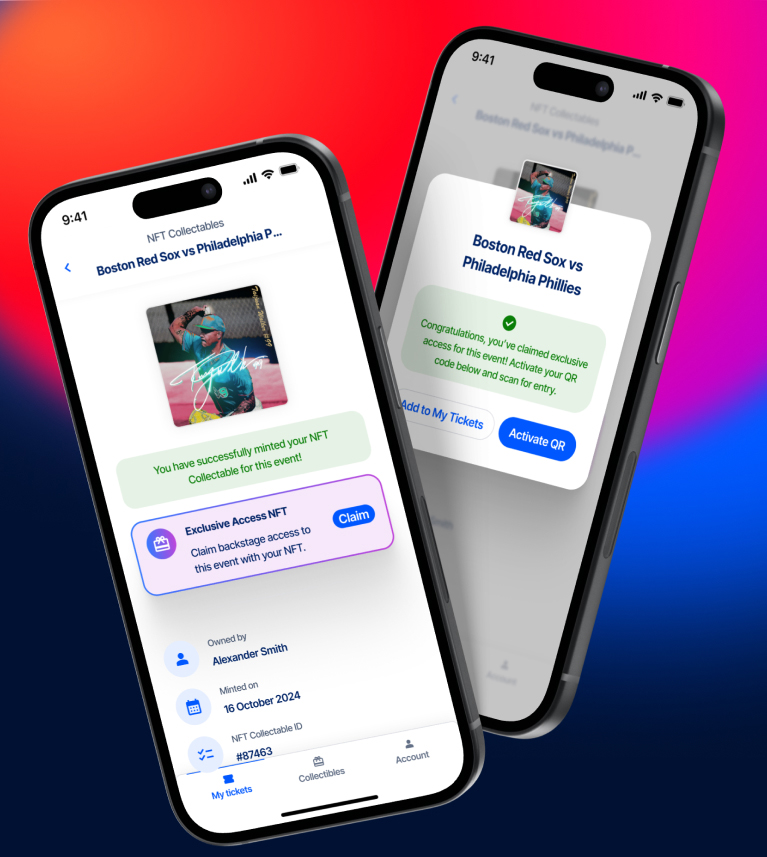 9:41
NFT Collectables
Boston Red Sox vs Philadelphia P...
You have successfully minted your NFT
Collectable for this event!
Exclusive Access NFT
Claim backstage access to
this event with your NFT.
Claim
Owned by
Alexander Smith
Minted on
16 October 2024
NFT Collectable ID
#87463
My tickets
Collectibles
Account
9:41
NFT Collectables
Boston Red Sox vs Philadelphia P...
Boston Red Sox vs
Philadelphia Phillies
Congratulations, you've claimed exclusive
access for this event! Activate your QR
code below and scan for entry.
Add to My Tickets
Activate QR
Account